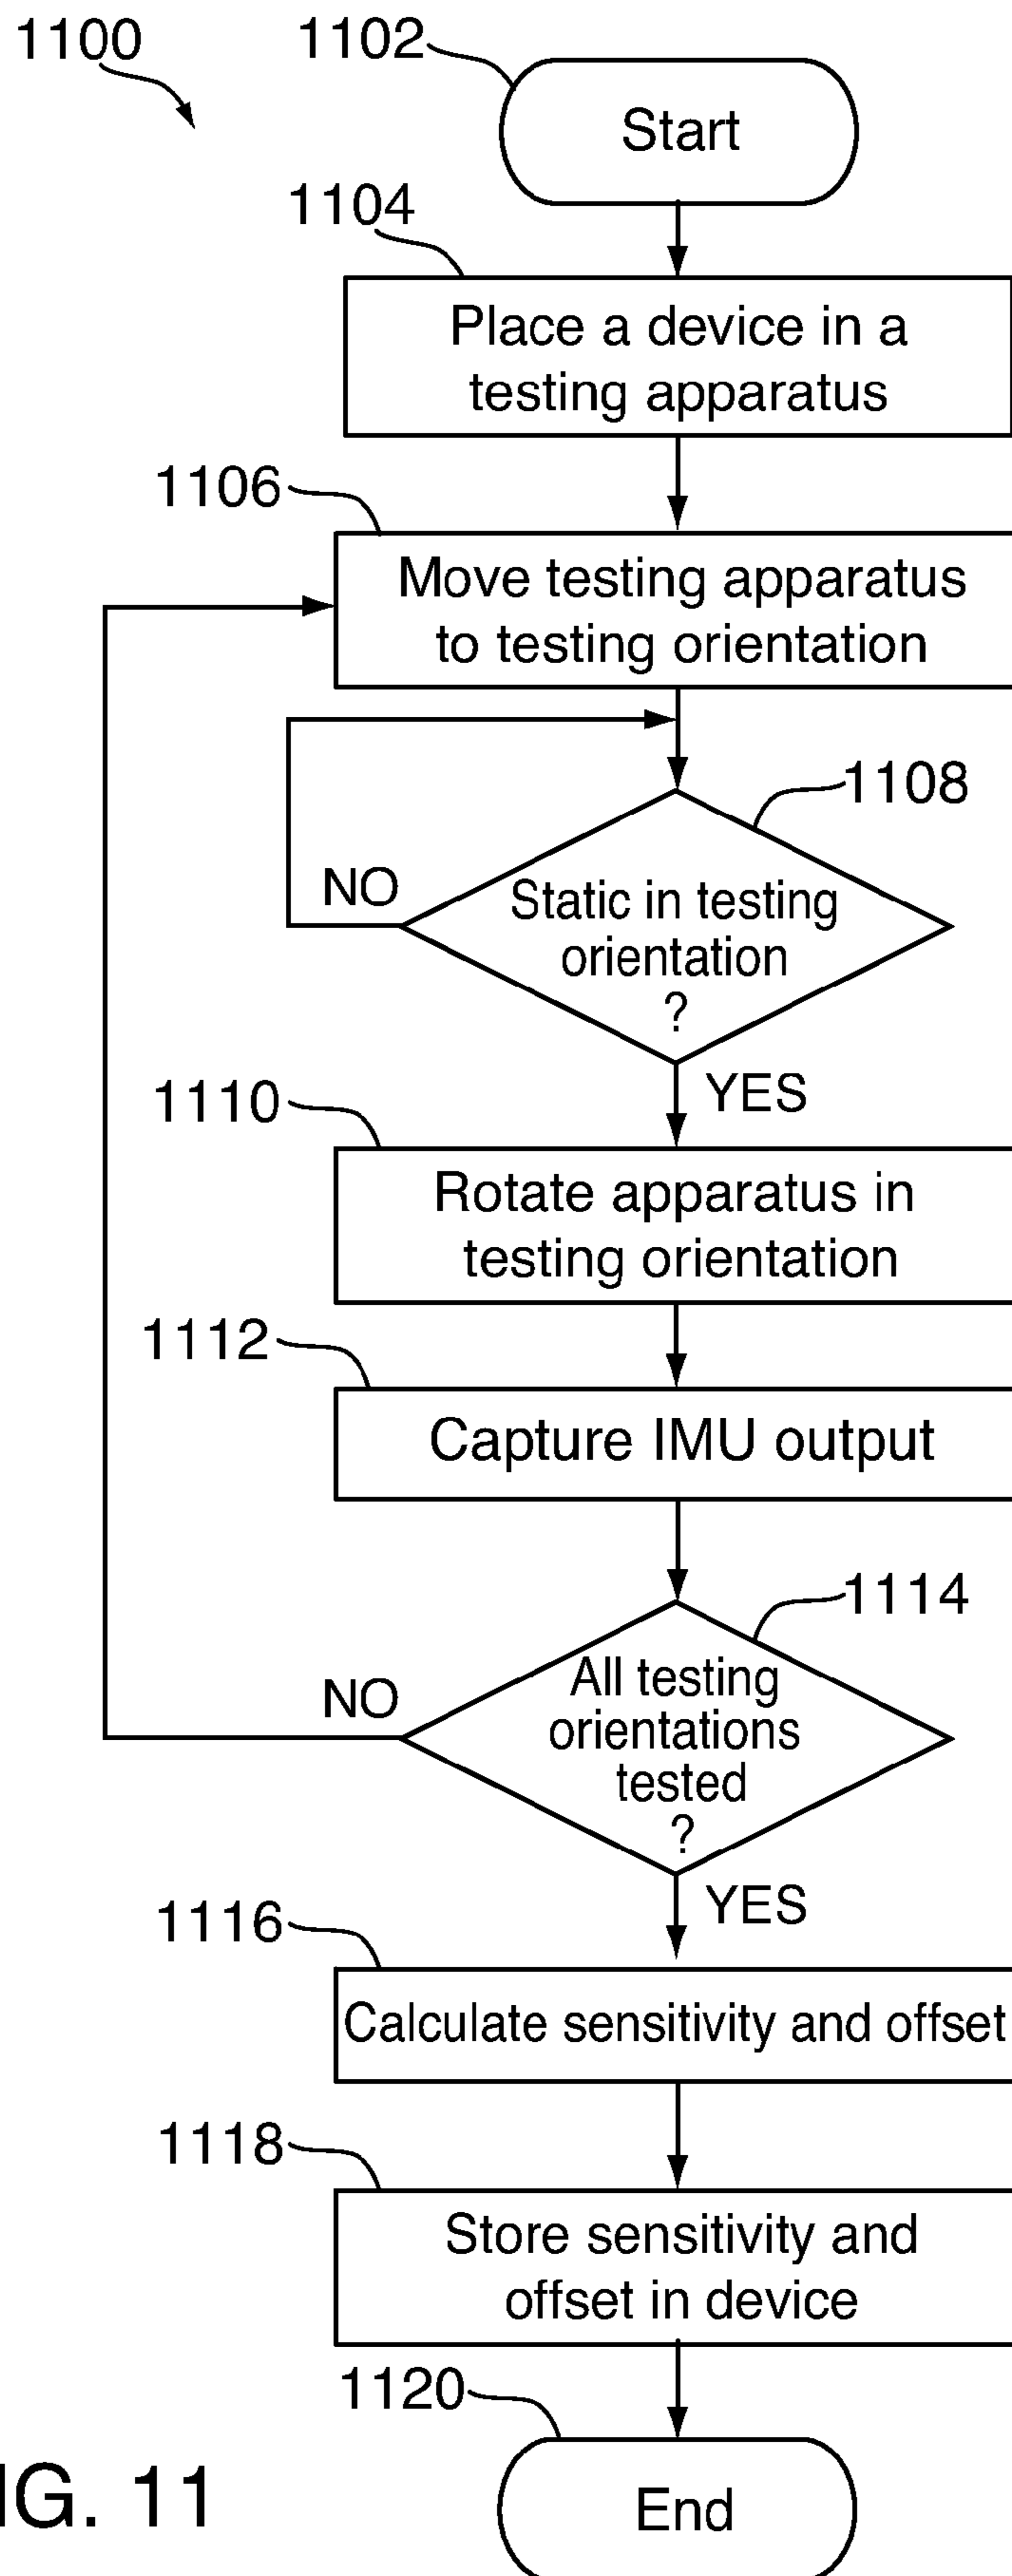 1100
1102
Start
1104
Place a device in a
testing apparatus
1106
Move testing apparatus
to testing orientation
1108
NO
Static in testing
orientation
?
YES
1110
Rotate apparatus in
testing orientation
1112
Capture IMU output
1114
NO
All testing
orientations
tested
?
YES
1116
Calculate sensitivity and offset
1118
Store sensitivity and
offset in device
1120
End
IG. 11